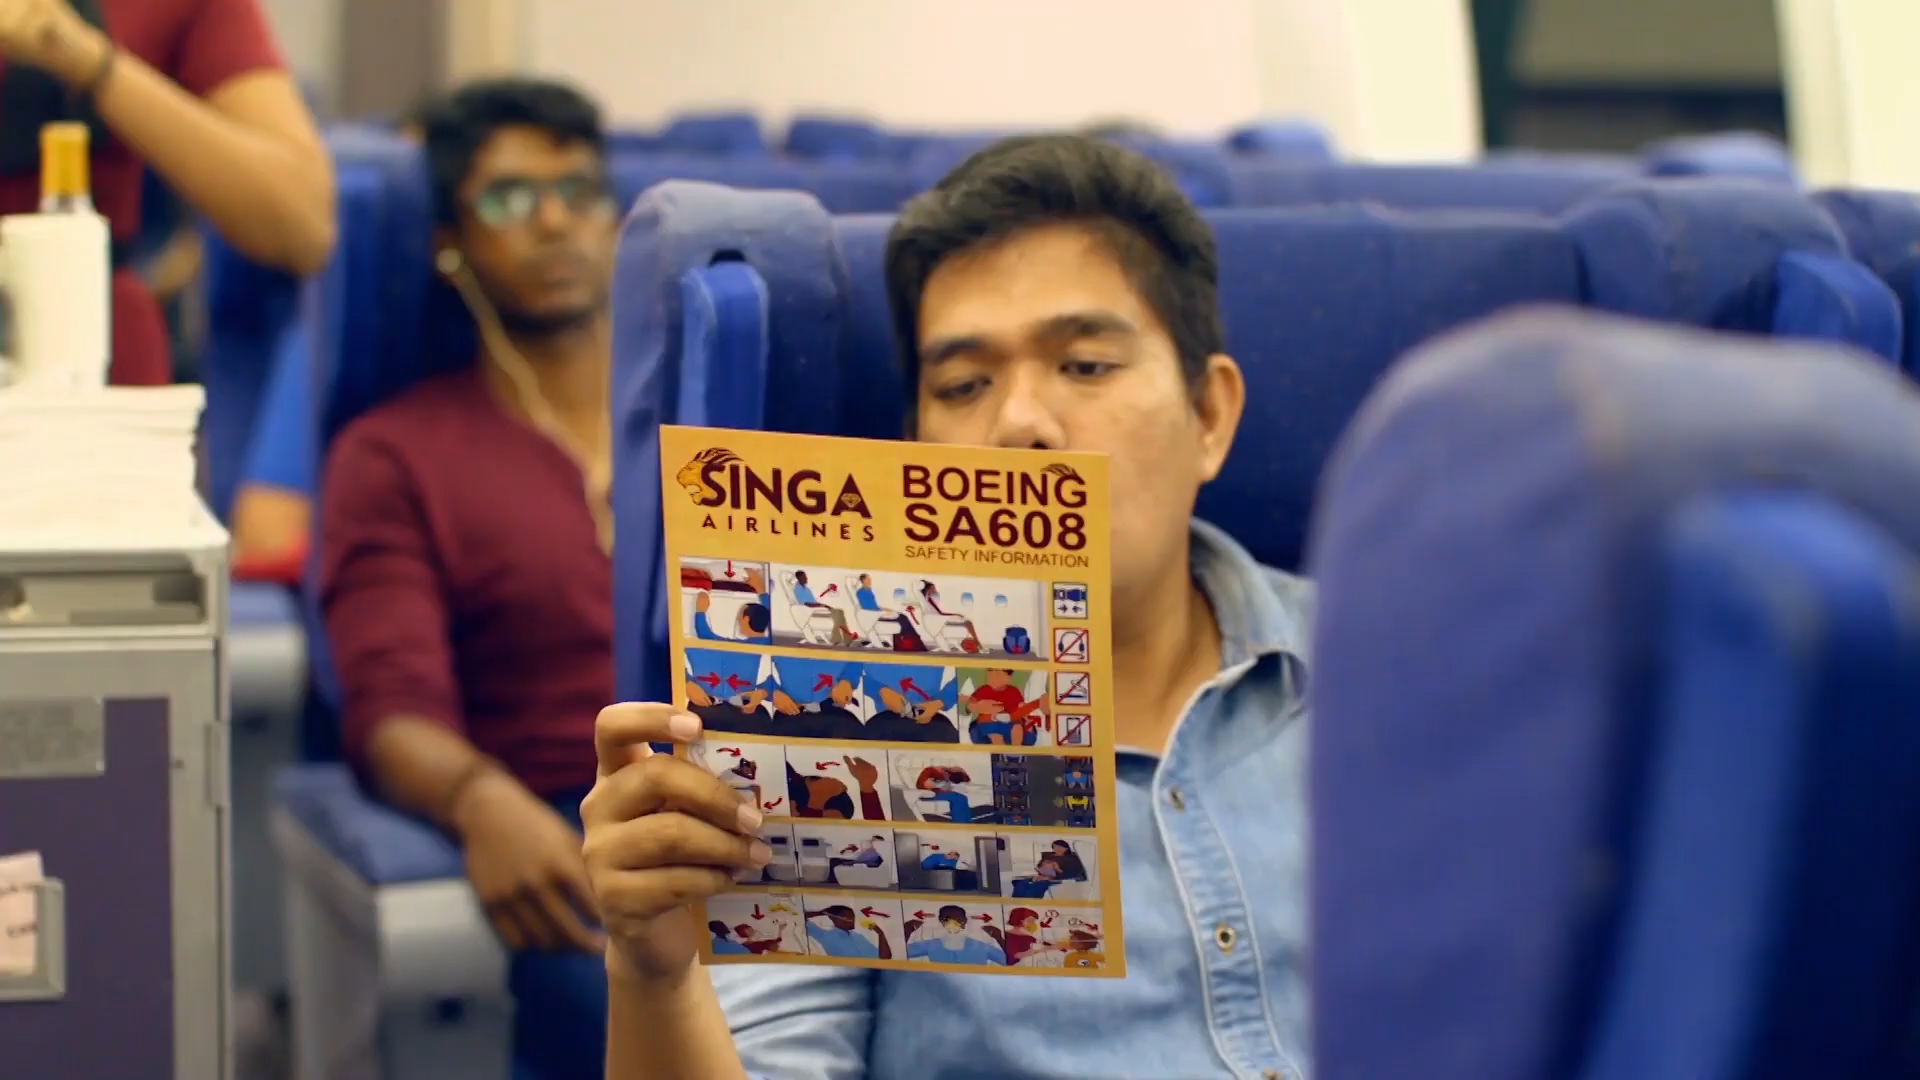 SINGA
AIRLINES
BOEING
SA608
SAFETY INFORMATION